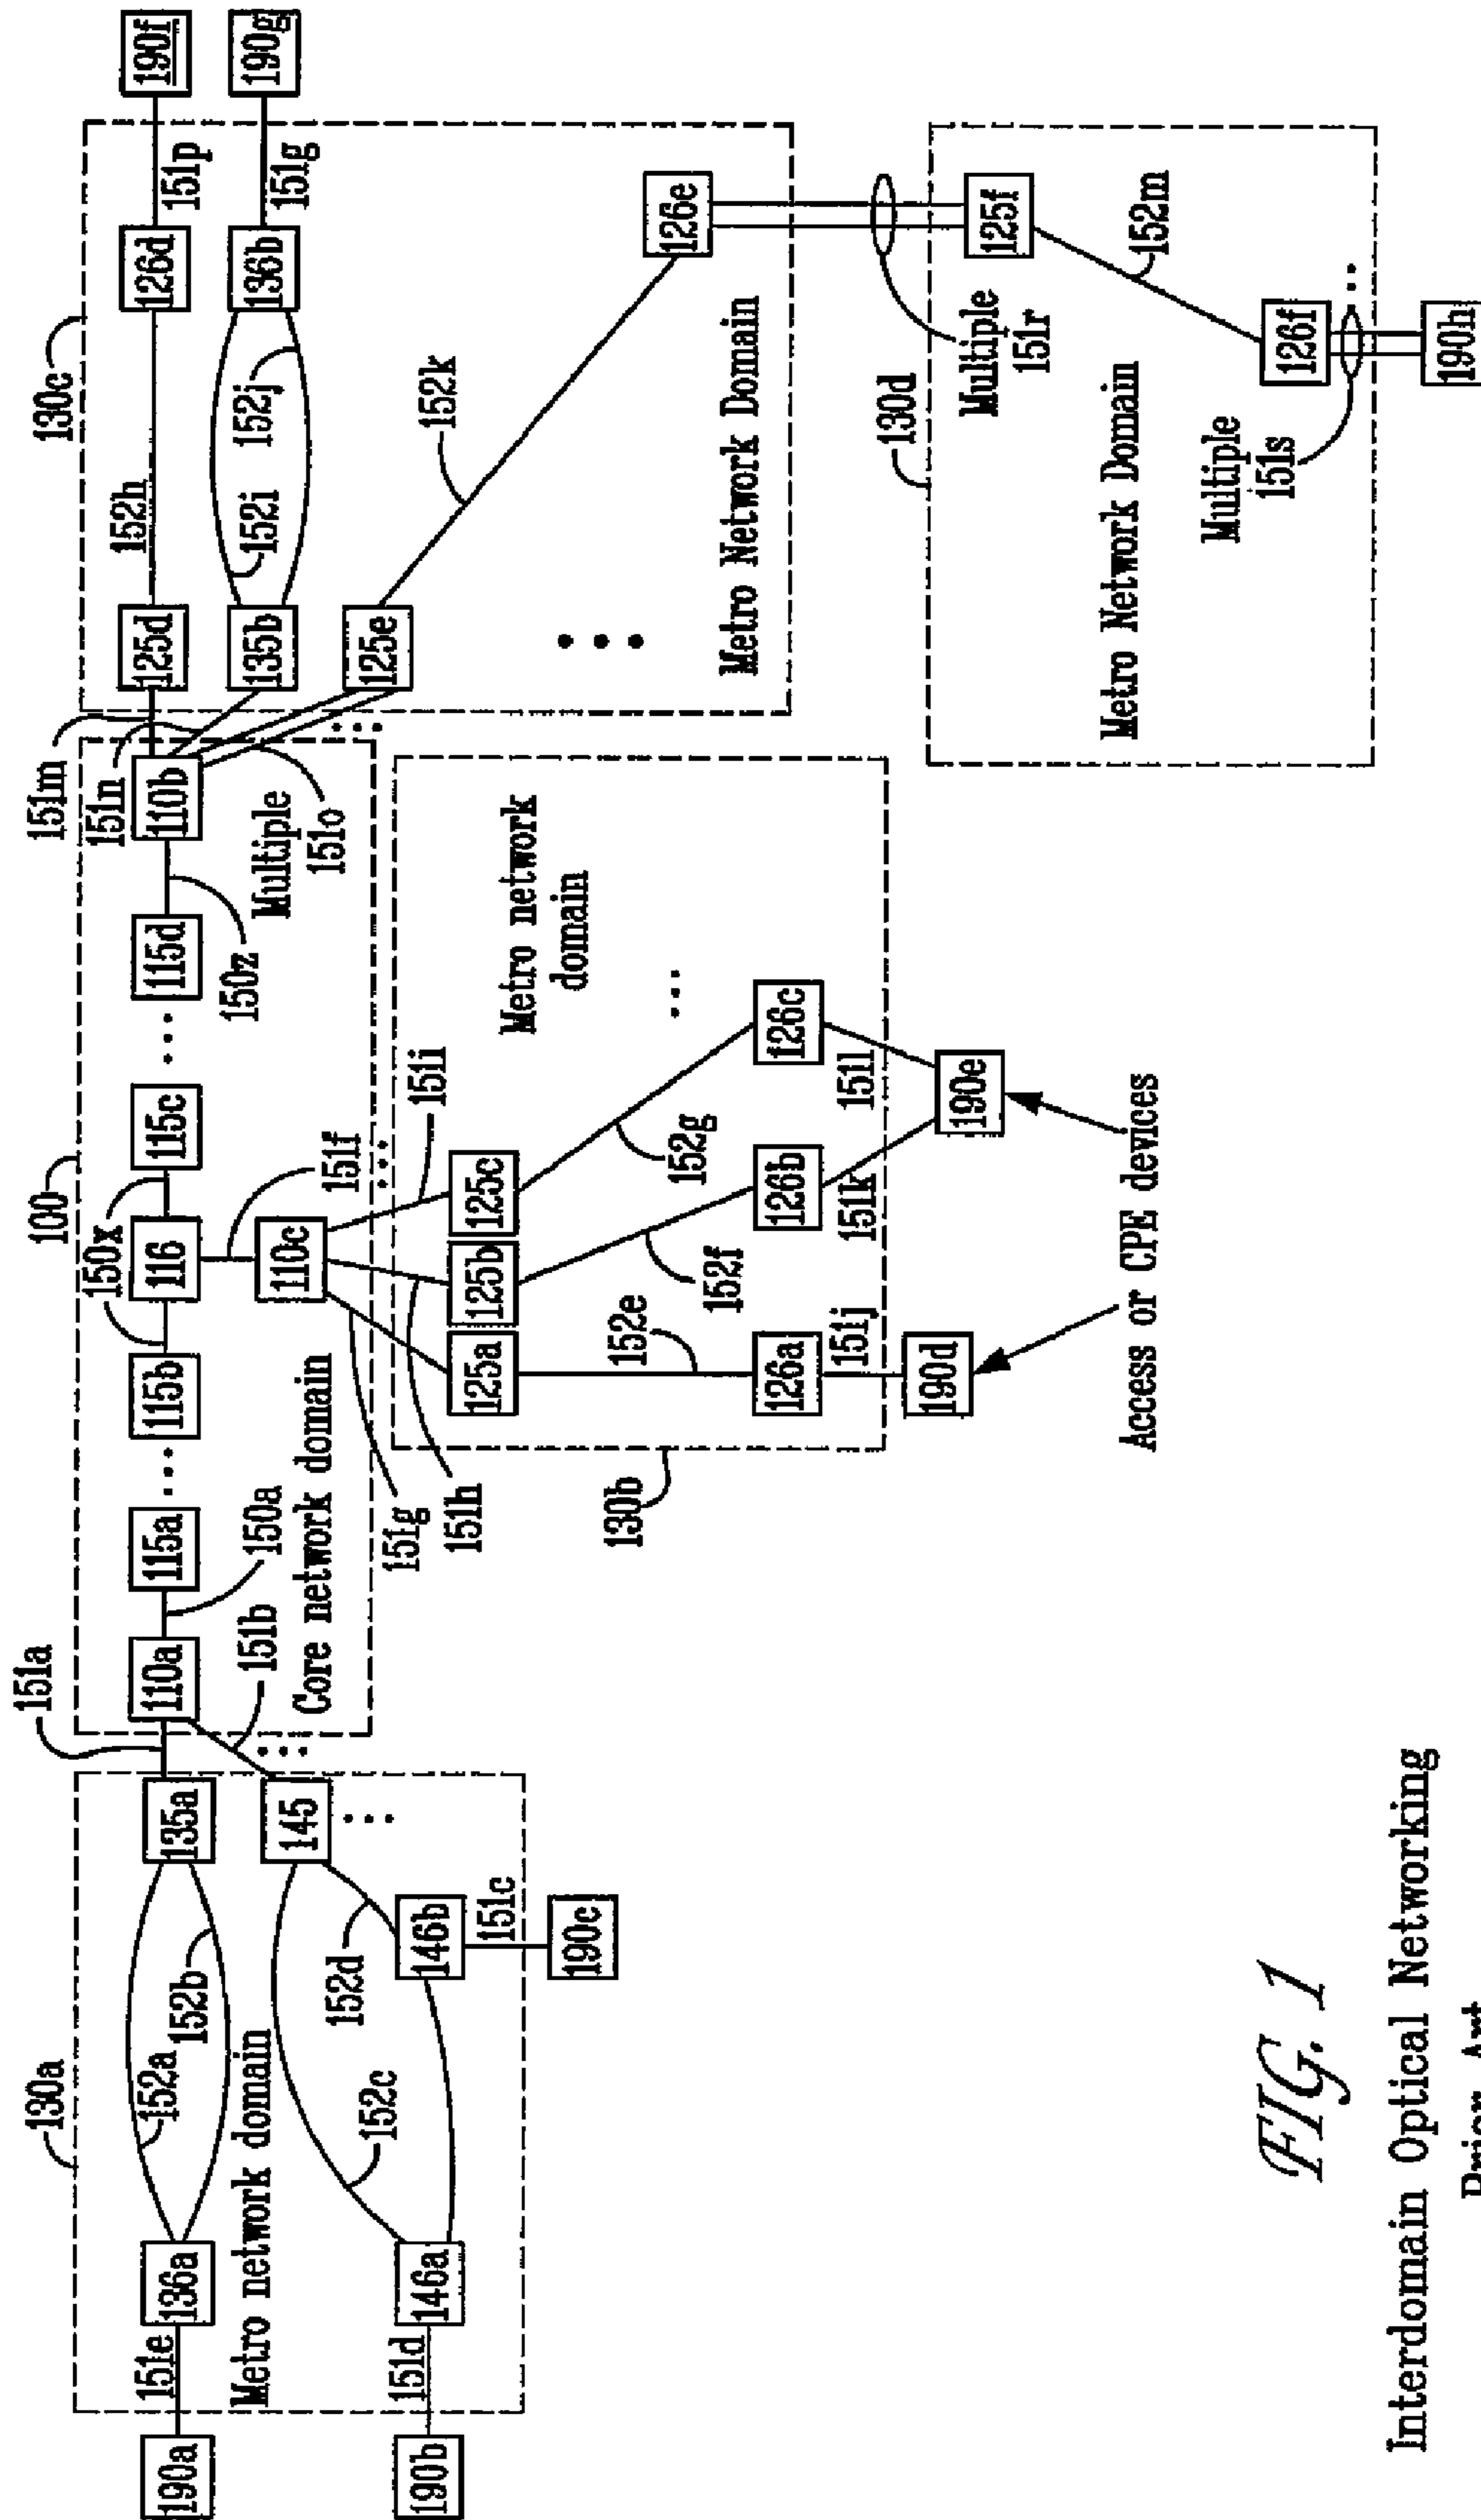 130a
151a
100
151m
151n
130c
190a
151e
136a
152a
152b
135a
110a
150a
115a
115b
150x
116
115c
115d
150z
110b
125d
152h
126d
151p
190f
Metro network domain
151b
Core network domain
151f
Multiple
151o
135b
152i
152j
136b
151g
190g
190b
151d
146a
152c
152d
145
146b
151c
190c
110c
151g
151h
151i
125e
152k
126e
Metro Network Domain
130b
125a
125b
125c
Metro network
domain
152e
152f
152g
126a
126b
126c
151j
151k
151l
190d
190e
Access or CPE devices
130d
Multiple
151r
125f
152m
Metro Network Domain
Multiple
151s
126f
190h
FIG. 1
Interdomain Optical Networking
Prior Art